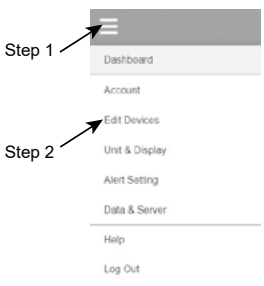 Step 1
Dashboard
Account
Edit Devices
Step 2
Unit & Display
Alert Setting
Data & Server
Help
Log Out